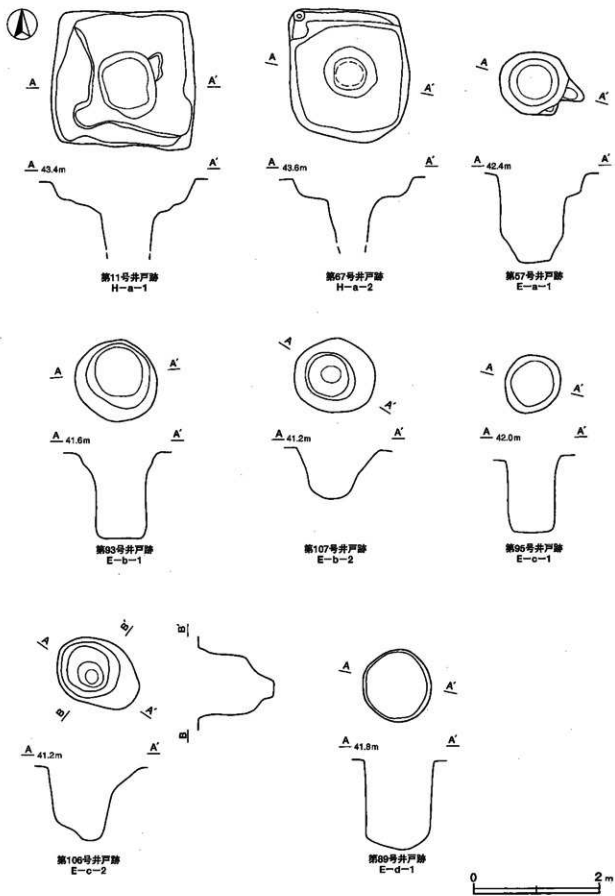 A A′
A 43.4m A′
第11号井戸跡
H-a-1
A A′
A 43.6m A′
第67号井戸跡
H-a-2
A A′
A 42.4m A′
第57号井戸跡
E-a-1
A A′
A 41.6m A′
第93号井戸跡
E-b-1
A A′
A 41.2m A′
第107号井戸跡
E-b-2
A A′
A 42.0m A′
第95号井戸跡
E-c-1
A B′
B A′
B′
B
A 41.2m A′
第106号井戸跡
E-c-2
A A′
A 41.8m A′
第89号井戸跡
E-d-1
0 2m